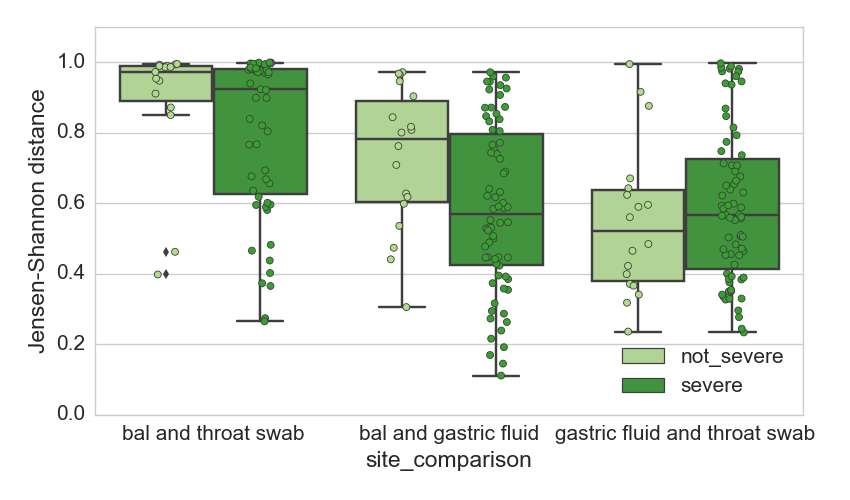 Jensen-Shannon distance
1.0
0.8
0.6
0.4
0.2
0.0
not_severe
severe
bal and throat swab
bal and gastric fluid
gastric fluid and throat swab
site_comparison